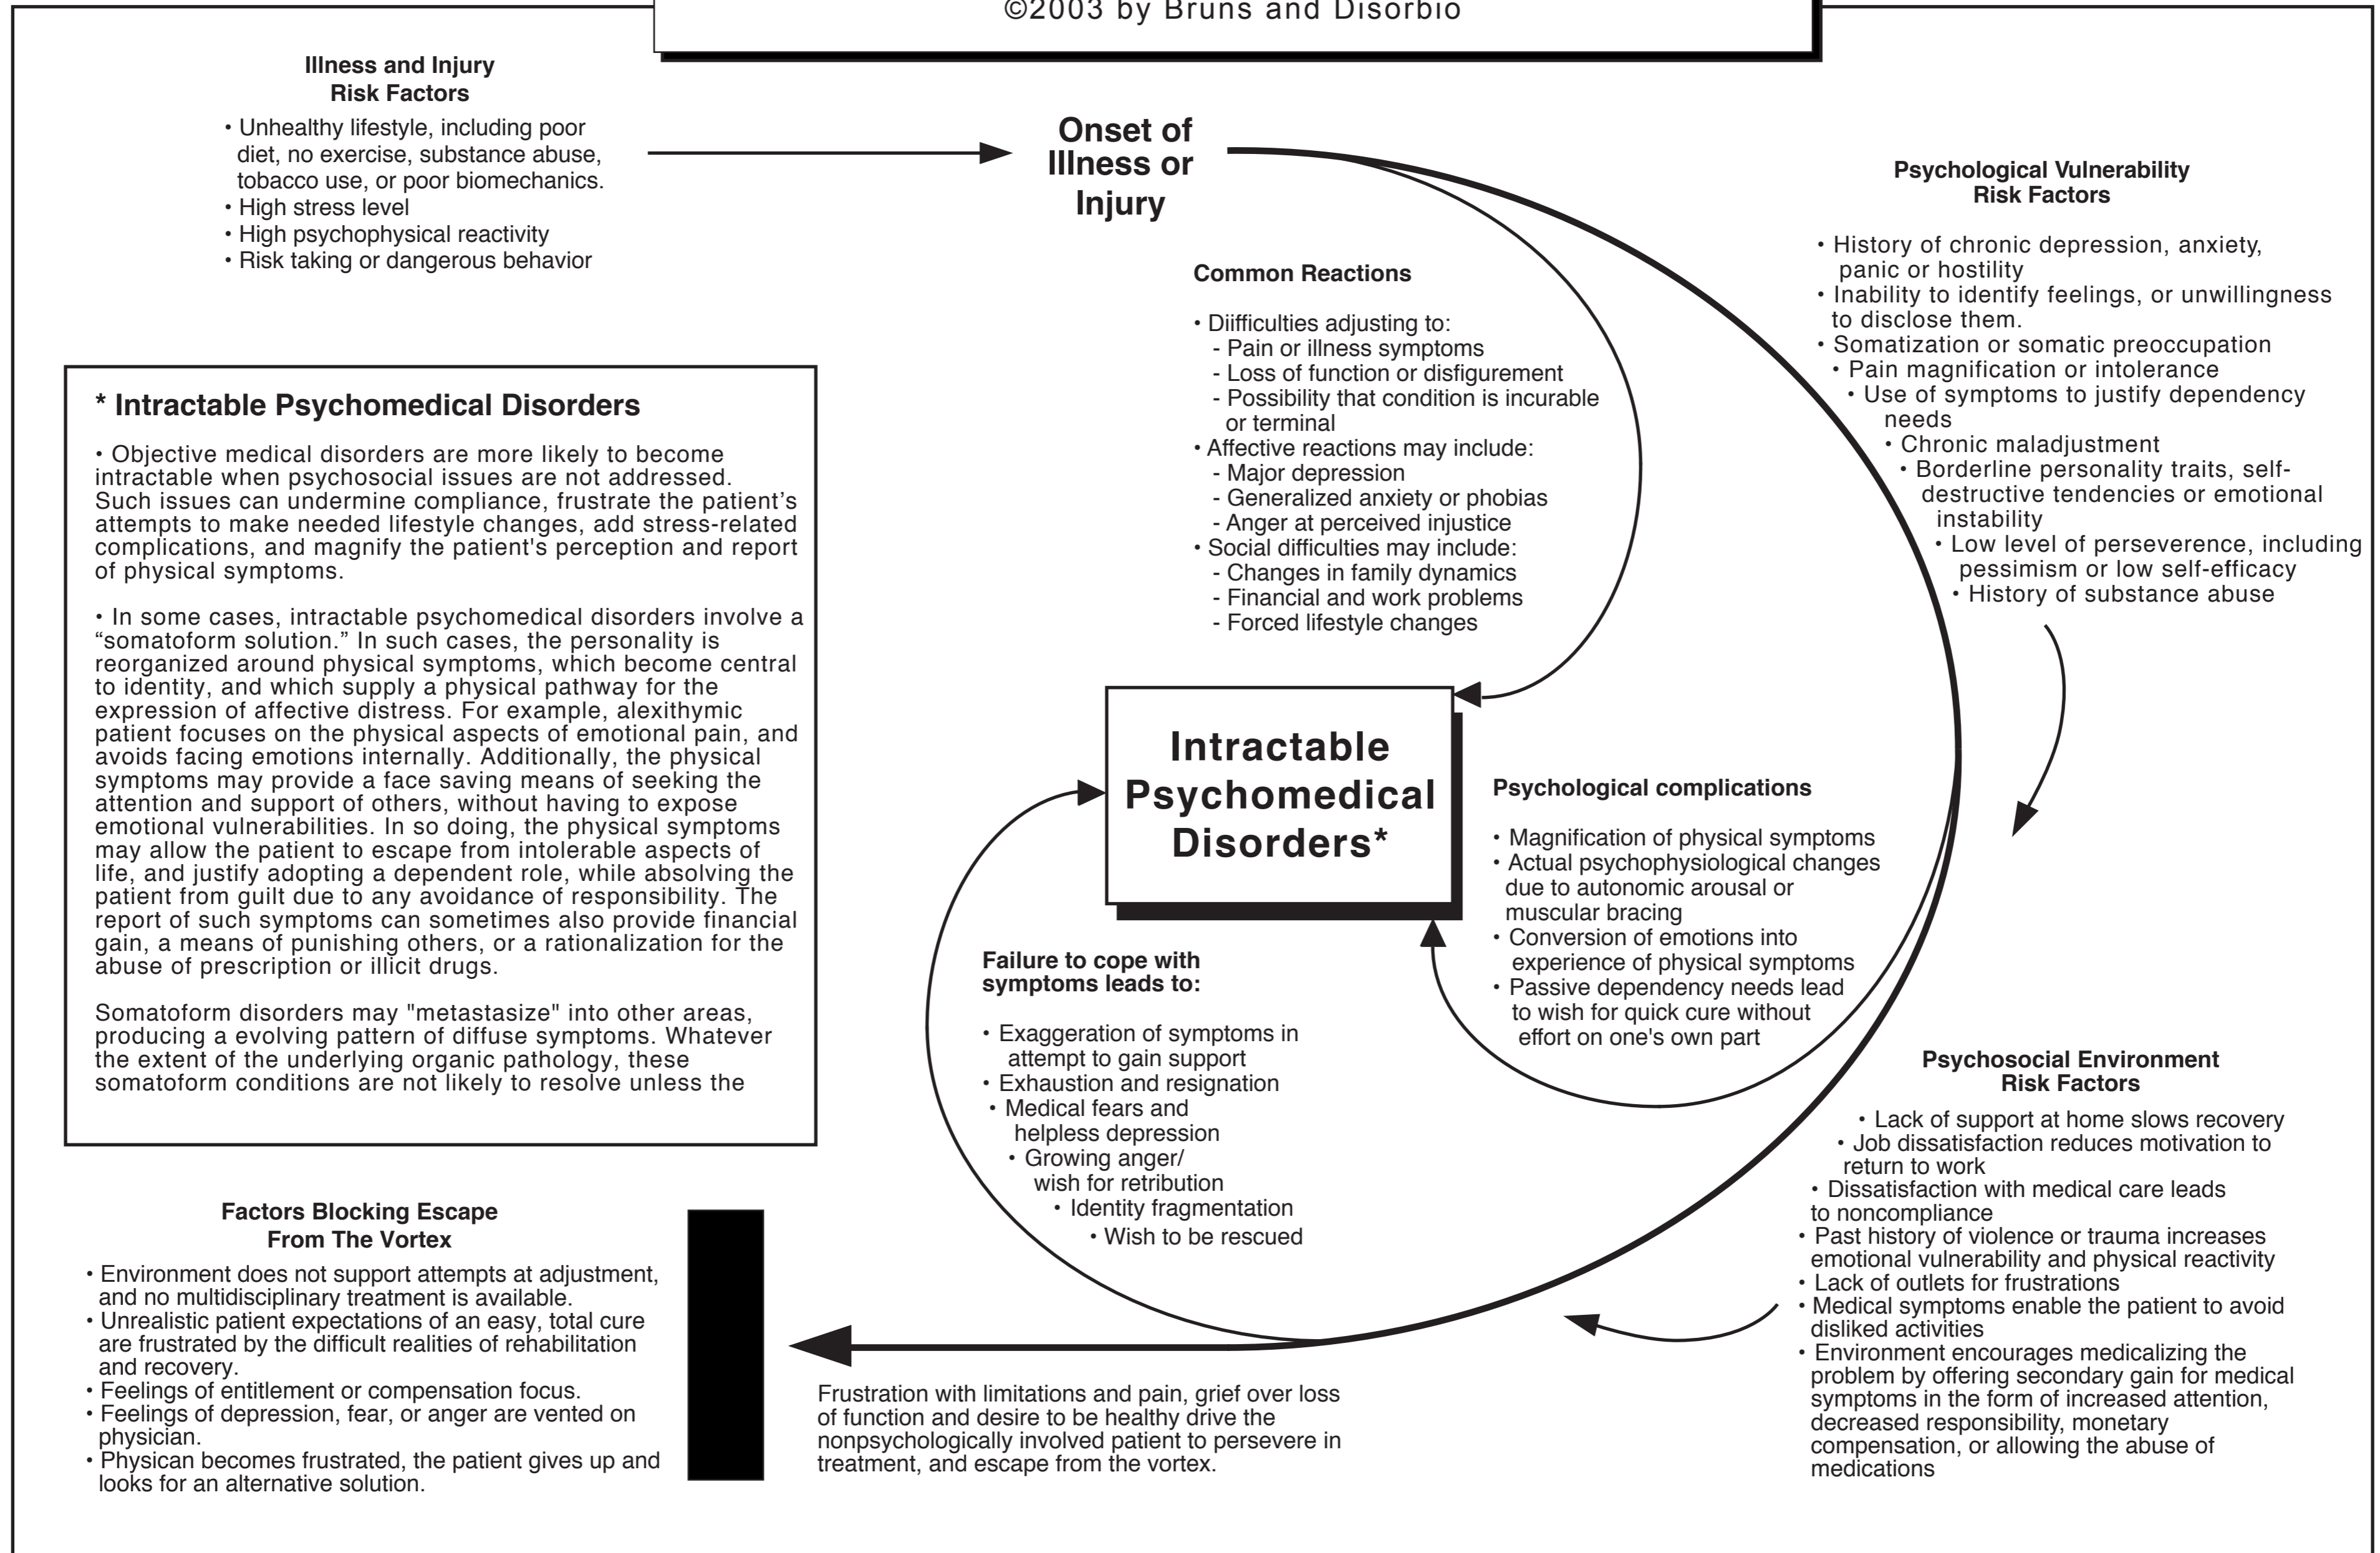 ©2003 by Bruns and Disorbio
Illness and Injury
Risk Factors
• Unhealthy lifestyle, including poor
diet, no exercise, substance abuse,
tobacco use, or poor biomechanics.
• High stress level
• High psychophysical reactivity
• Risk taking or dangerous behavior
Onset of
Illness or
Injury
Psychological Vulnerability
Risk Factors
• History of chronic depression, anxiety,
panic or hostility
• Inability to identify feelings, or unwillingness
to disclose them.
• Somatization or somatic preoccupation
• Pain magnification or intolerance
• Use of symptoms to justify dependency
needs
• Chronic maladjustment
• Borderline personality traits, self-
destructive tendencies or emotional
instability
• Low level of perseverence, including
pessimism or low self-efficacy
• History of substance abuse
Common Reactions
• Diifficulties adjusting to:
- Pain or illness symptoms
- Loss of function or disfigurement
- Possibility that condition is incurable
or terminal
• Affective reactions may include:
- Major depression
- Generalized anxiety or phobias
- Anger at perceived injustice
• Social difficulties may include:
- Changes in family dynamics
- Financial and work problems
- Forced lifestyle changes
* Intractable Psychomedical Disorders
• Objective medical disorders are more likely to become
intractable when psychosocial issues are not addressed.
Such issues can undermine compliance, frustrate the patient’s
attempts to make needed lifestyle changes, add stress-related
complications, and magnify the patient's perception and report
of physical symptoms.
• In some cases, intractable psychomedical disorders involve a
“somatoform solution.” In such cases, the personality is
reorganized around physical symptoms, which become central
to identity, and which supply a physical pathway for the
expression of affective distress. For example, alexithymic
patient focuses on the physical aspects of emotional pain, and
avoids facing emotions internally. Additionally, the physical
symptoms may provide a face saving means of seeking the
attention and support of others, without having to expose
emotional vulnerabilities. In so doing, the physical symptoms
may allow the patient to escape from intolerable aspects of
life, and justify adopting a dependent role, while absolving the
patient from guilt due to any avoidance of responsibility. The
report of such symptoms can sometimes also provide financial
gain, a means of punishing others, or a rationalization for the
abuse of prescription or illicit drugs.
Somatoform disorders may "metastasize" into other areas,
producing a evolving pattern of diffuse symptoms. Whatever
the extent of the underlying organic pathology, these
somatoform conditions are not likely to resolve unless the
Intractable
Psychomedical
Disorders*
Psychological complications
• Magnification of physical symptoms
• Actual psychophysiological changes
due to autonomic arousal or
muscular bracing
• Conversion of emotions into
experience of physical symptoms
• Passive dependency needs lead
to wish for quick cure without
effort on one's own part
Failure to cope with
symptoms leads to:
• Exaggeration of symptoms in
attempt to gain support
• Exhaustion and resignation
• Medical fears and
helpless depression
• Growing anger/
wish for retribution
• Identity fragmentation
• Wish to be rescued
Psychosocial Environment
Risk Factors
• Lack of support at home slows recovery
• Job dissatisfaction reduces motivation to
return to work
• Dissatisfaction with medical care leads
to noncompliance
• Past history of violence or trauma increases
emotional vulnerability and physical reactivity
• Lack of outlets for frustrations
• Medical symptoms enable the patient to avoid
disliked activities
• Environment encourages medicalizing the
problem by offering secondary gain for medical
symptoms in the form of increased attention,
decreased responsibility, monetary
compensation, or allowing the abuse of
medications
Factors Blocking Escape
From The Vortex
• Environment does not support attempts at adjustment,
and no multidisciplinary treatment is available.
• Unrealistic patient expectations of an easy, total cure
are frustrated by the difficult realities of rehabilitation
and recovery.
• Feelings of entitlement or compensation focus.
• Feelings of depression, fear, or anger are vented on
physician.
• Physican becomes frustrated, the patient gives up and
looks for an alternative solution.
Frustration with limitations and pain, grief over loss
of function and desire to be healthy drive the
nonpsychologically involved patient to persevere in
treatment, and escape from the vortex.